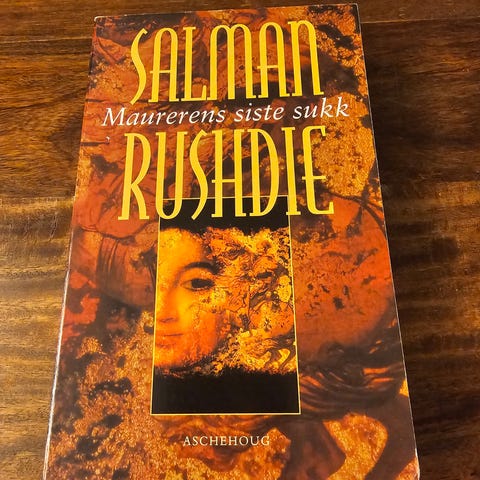 SALMAN
Maurerens siste sukk
RUSHDIE
ASCHEHOUG